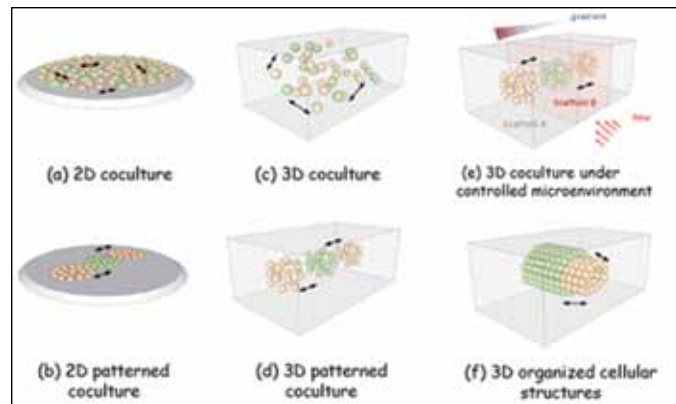 gradient
Scaffold B
Scaffold A
flow
(a) 2D coculture
(c) 3D coculture
(e) 3D coculture under
controlled microenvironment
(b) 2D patterned
coculture
(d) 3D patterned
coculture
(f) 3D organized cellular
structures